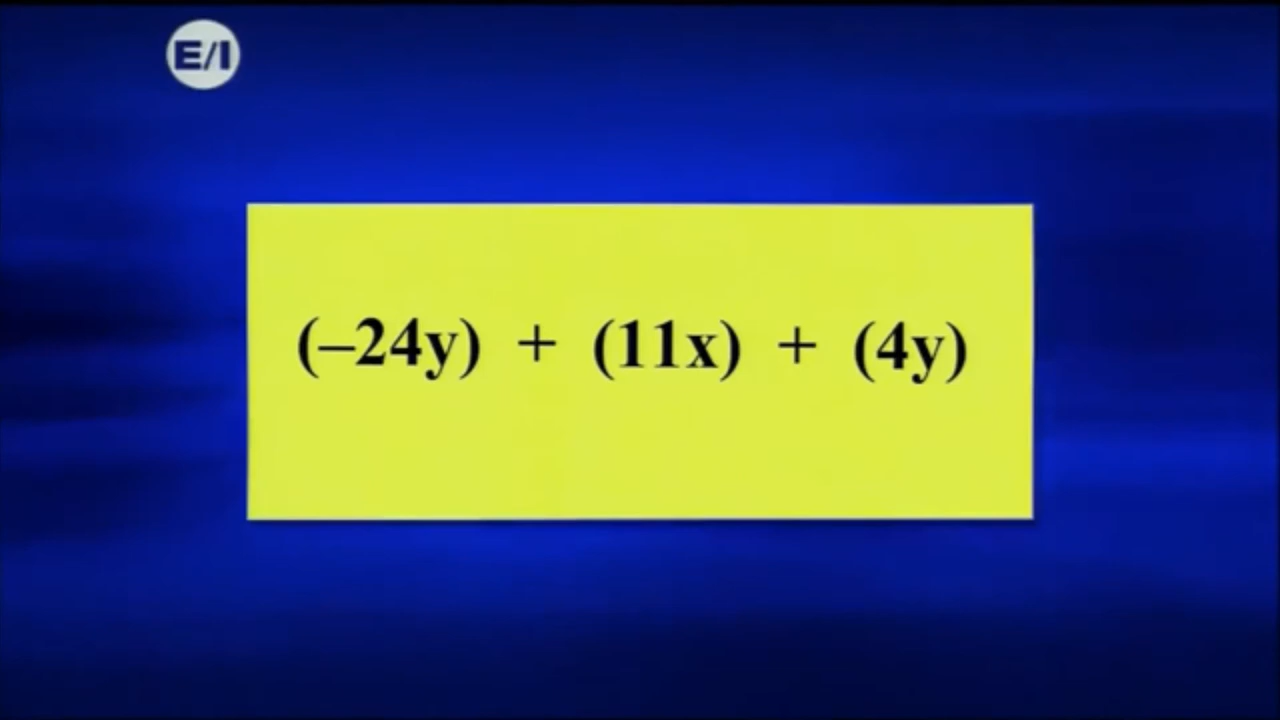 E/I
(–24y) + (11x) + (4y)